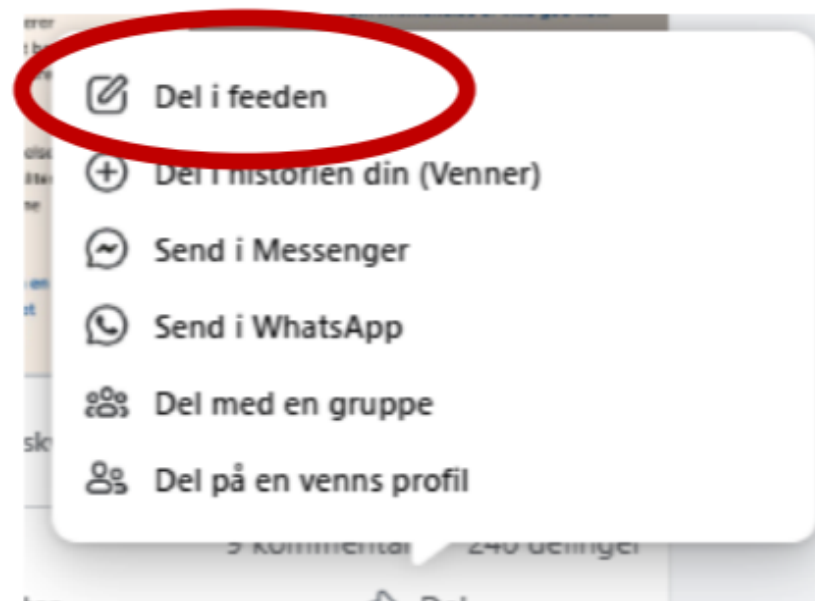 Del i feeden
Del i historien din (Venner)
Send i Messenger
Send i WhatsApp
Del med en gruppe
Del på en venns profil
9 kommentar 240 delinger